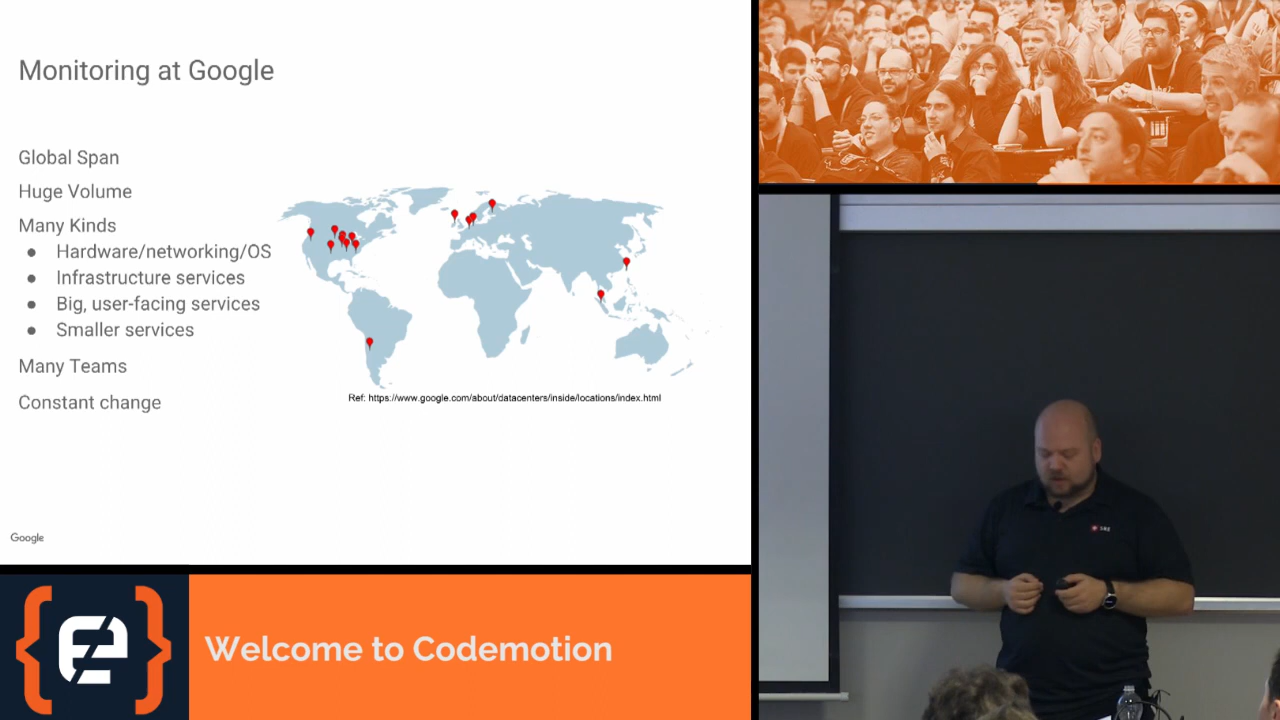 Monitoring at Google
Global Span
Huge Volume
Many Kinds
● Hardware/networking/OS
● Infrastructure services
● Big, user-facing services
● Smaller services
Many Teams
Constant change
Ref: https://www.google.com/about/datacenters/inside/locations/index.html
Google
Welcome to Codemotion